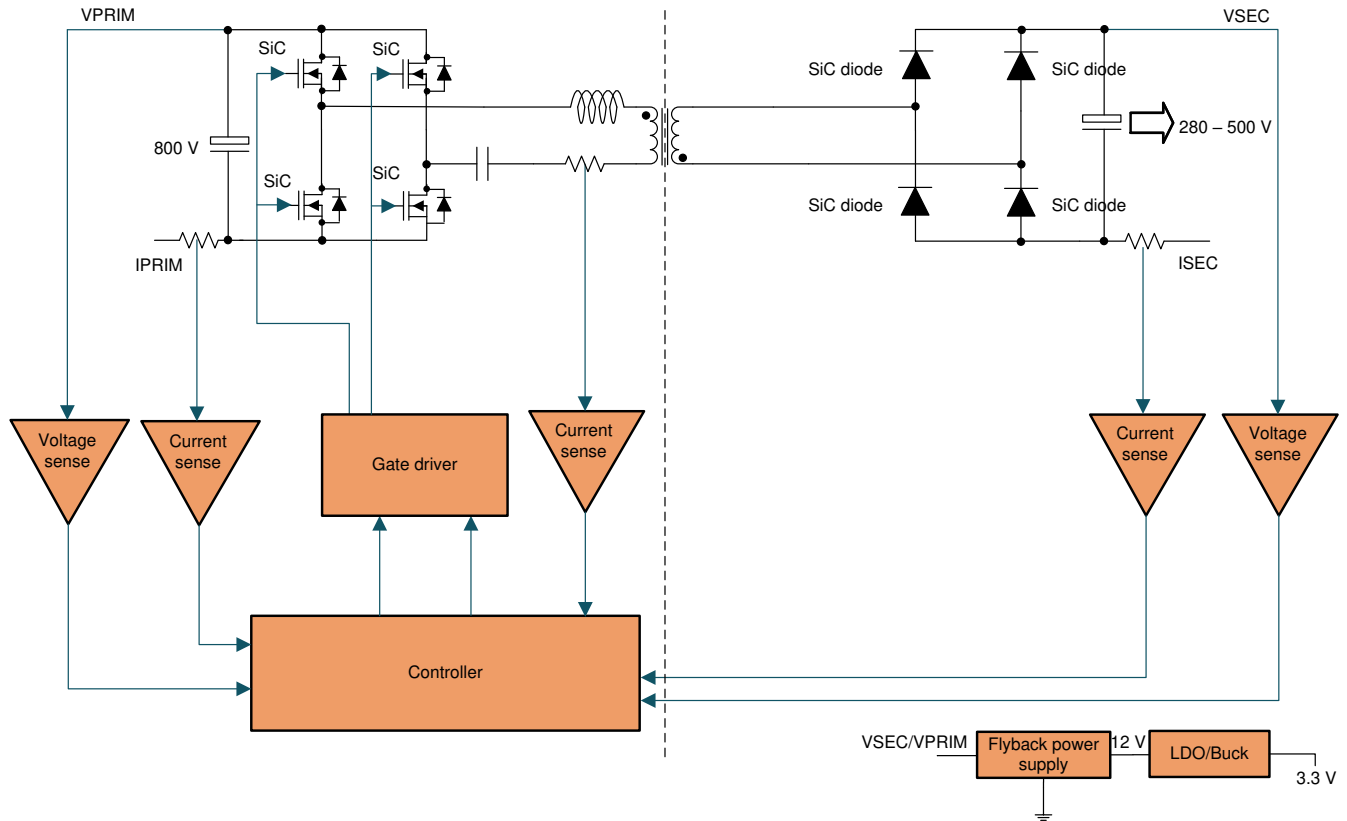 VPRIM
VSEC
SiC
SiC
SiC diode
SiC diode
800 V
280 – 500 V
SiC
SiC
SiC diode
SiC diode
IPRIM
ISEC
Voltage
sense
Current
sense
Gate driver
Current
sense
Current
sense
Voltage
sense
Controller
VSEC/VPRIM
Flyback power
supply
12 V
LDO/Buck
3.3 V